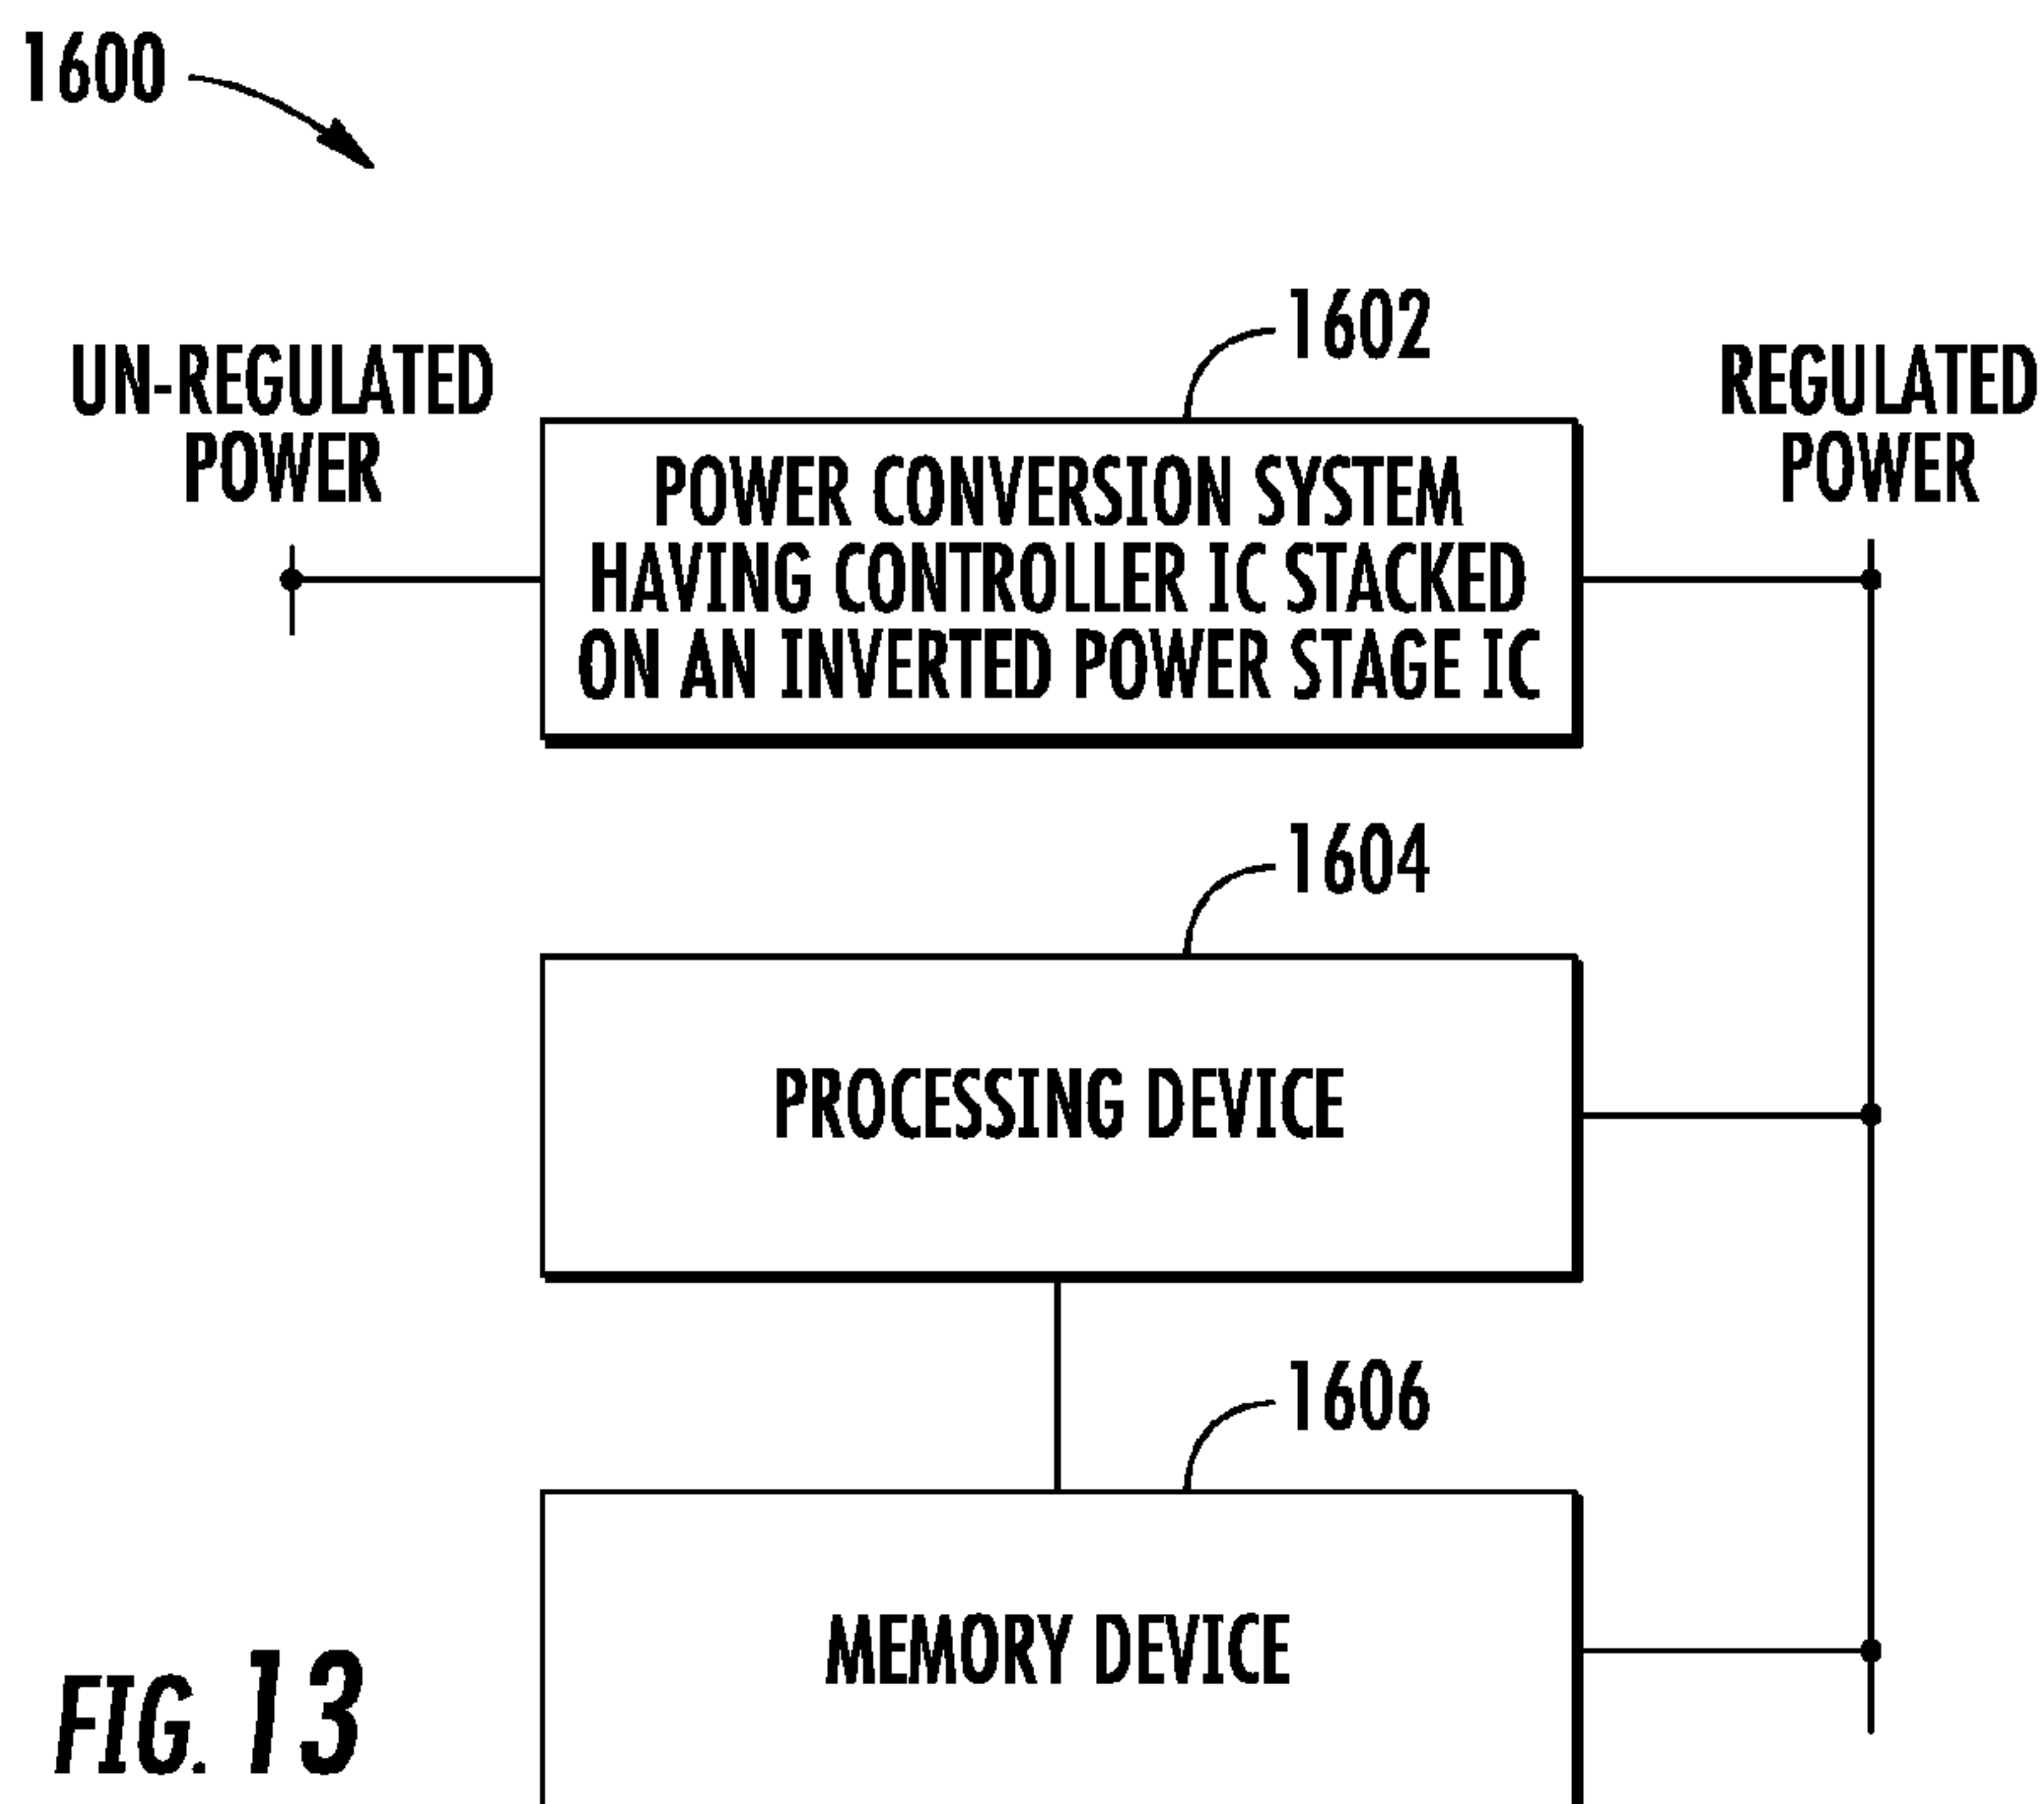 1600
1602
UN-REGULATED
POWER
REGULATED
POWER
POWER CONVERSION SYSTEM
HAVING CONTROLLER IC STACKED
ON AN INVERTED POWER STAGE IC
1604
PROCESSING DEVICE
1606
MEMORY DEVICE
FIG. 13